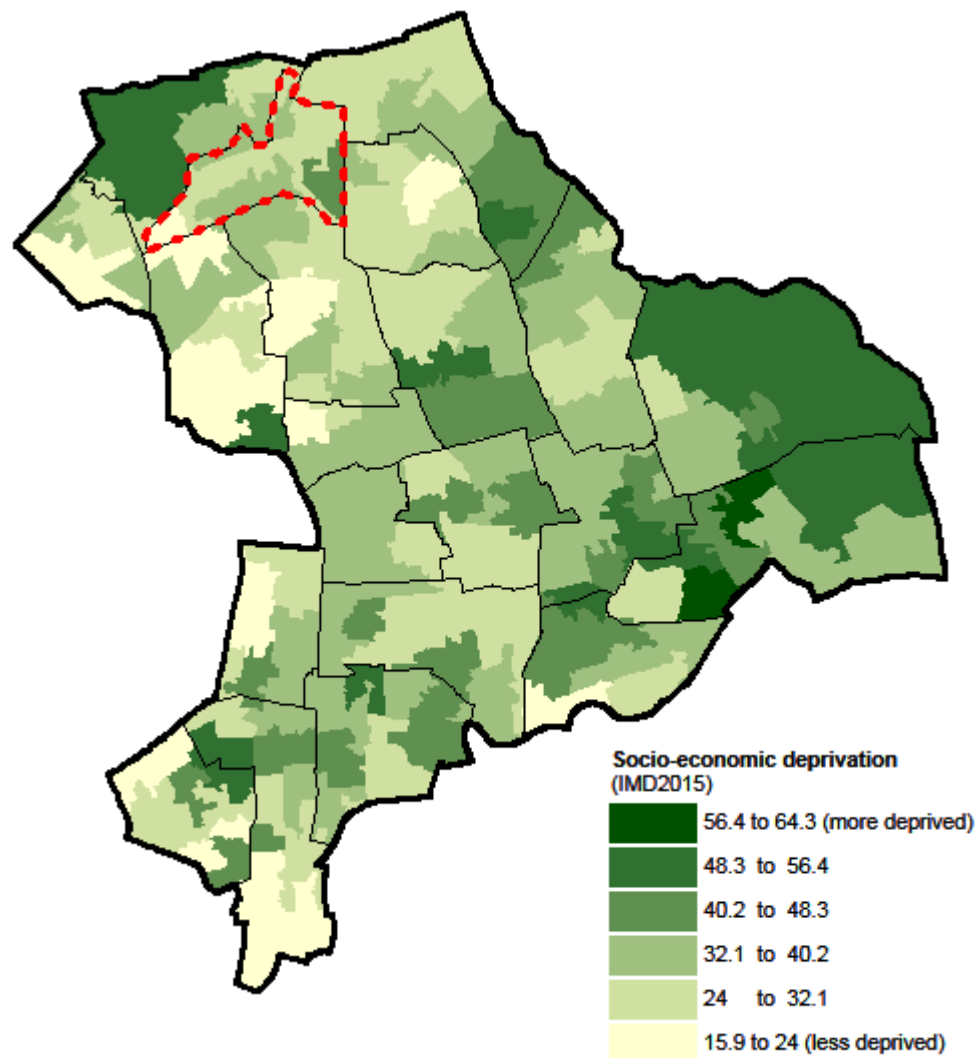 Socio-economic deprivation
(IMD2015)
56.4 to 64.3 (more deprived)
48.3 to 56.4
40.2 to 48.3
32.1 to 40.2
24 to 32.1
15.9 to 24 (less deprived)